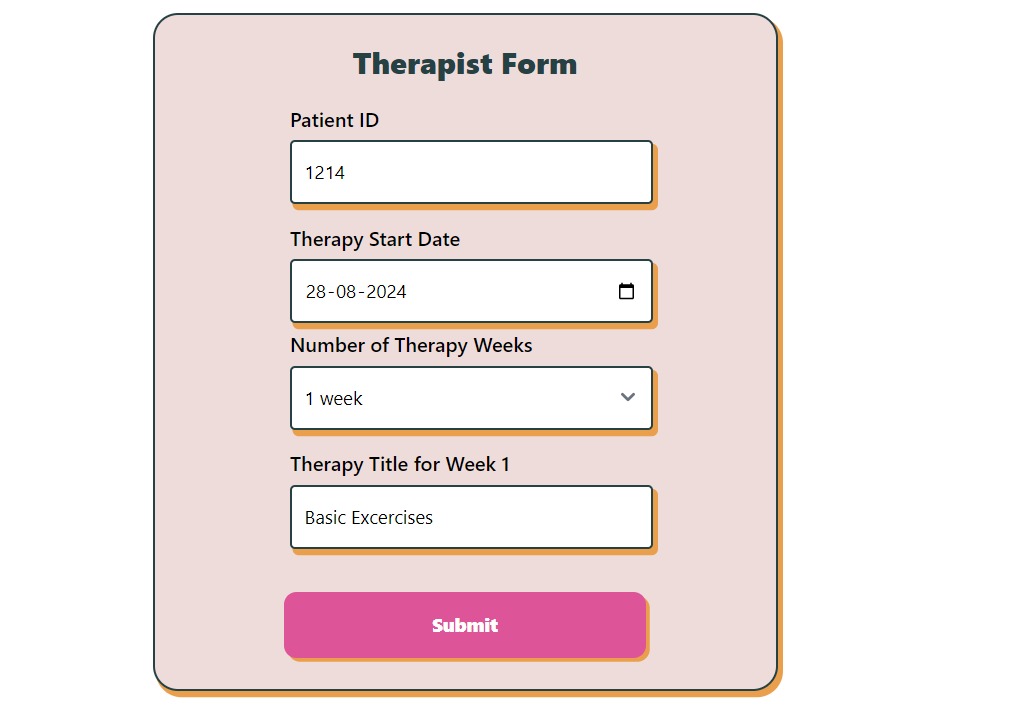 Therapist Form
Patient ID
1214
Therapy Start Date
28-08-2024
Number of Therapy Weeks
1 week
Therapy Title for Week 1
Basic Excercises
Submit